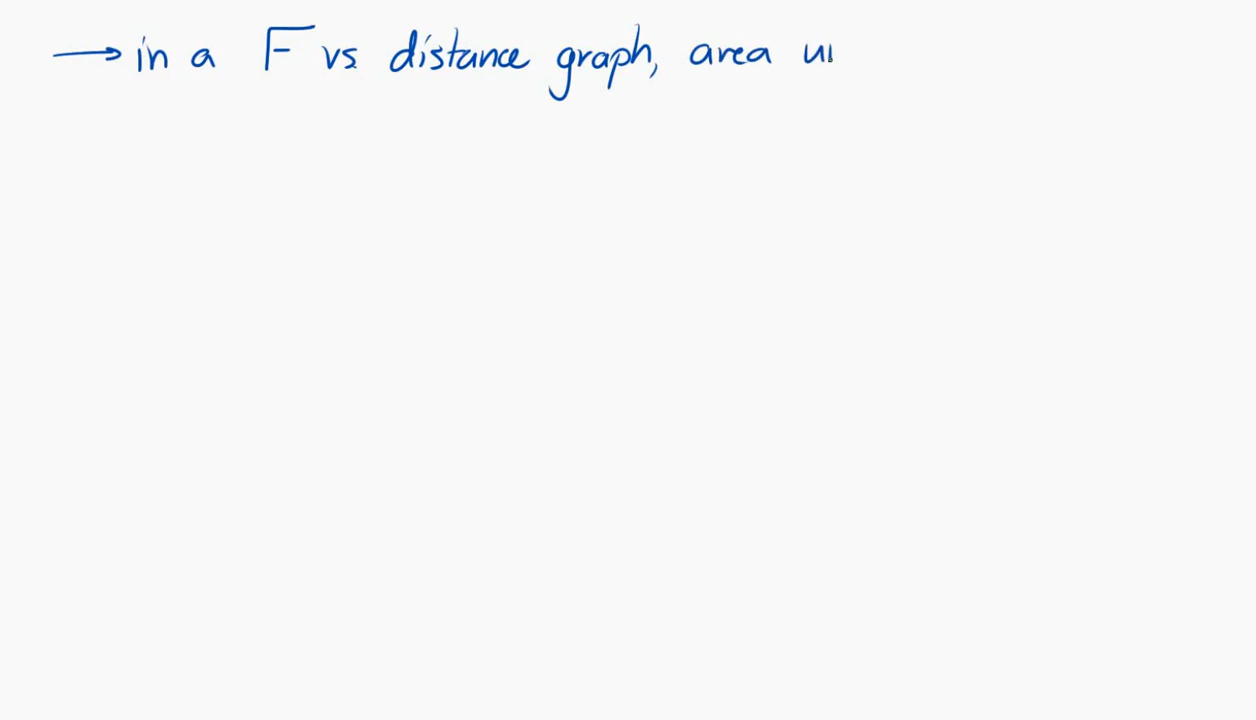 → in a F vs distance graph, area